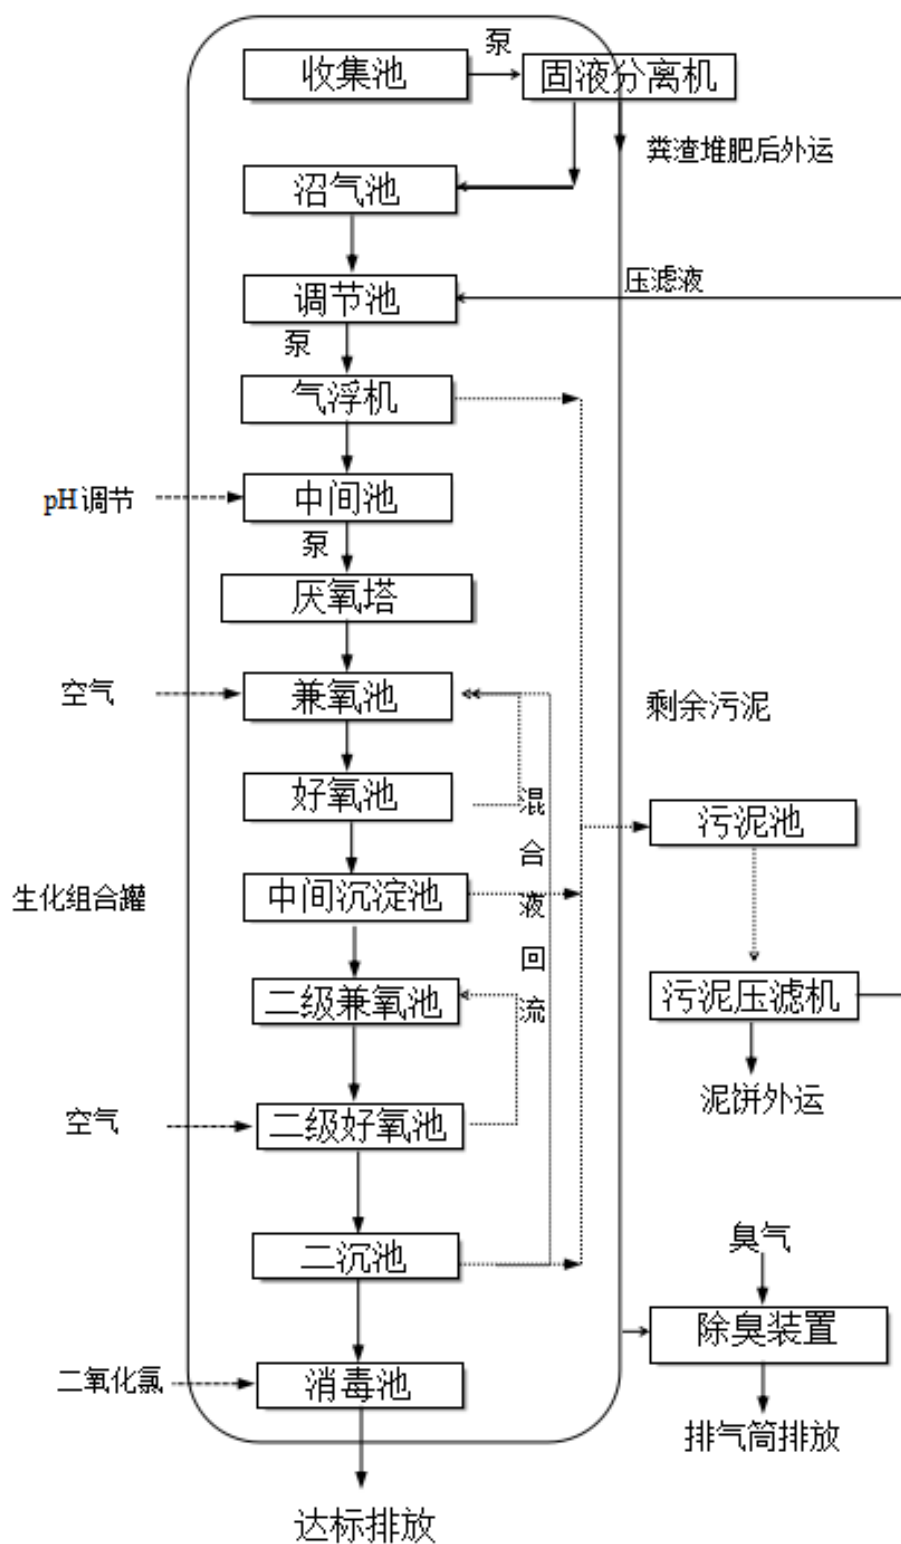 泵
收集池
固液分离机
粪渣堆肥后外运
沼气池
压滤液
调节池
泵
气浮机
pH调节
中间池
泵
厌氧塔
空气
兼氧池
剩余污泥
好氧池
混合液回流
污泥池
生化组合罐
中间沉淀池
二级兼氧池
污泥压滤机
泥饼外运
空气
二级好氧池
臭气
二沉池
除臭装置
二氧化氯
消毒池
排气筒排放
达标排放